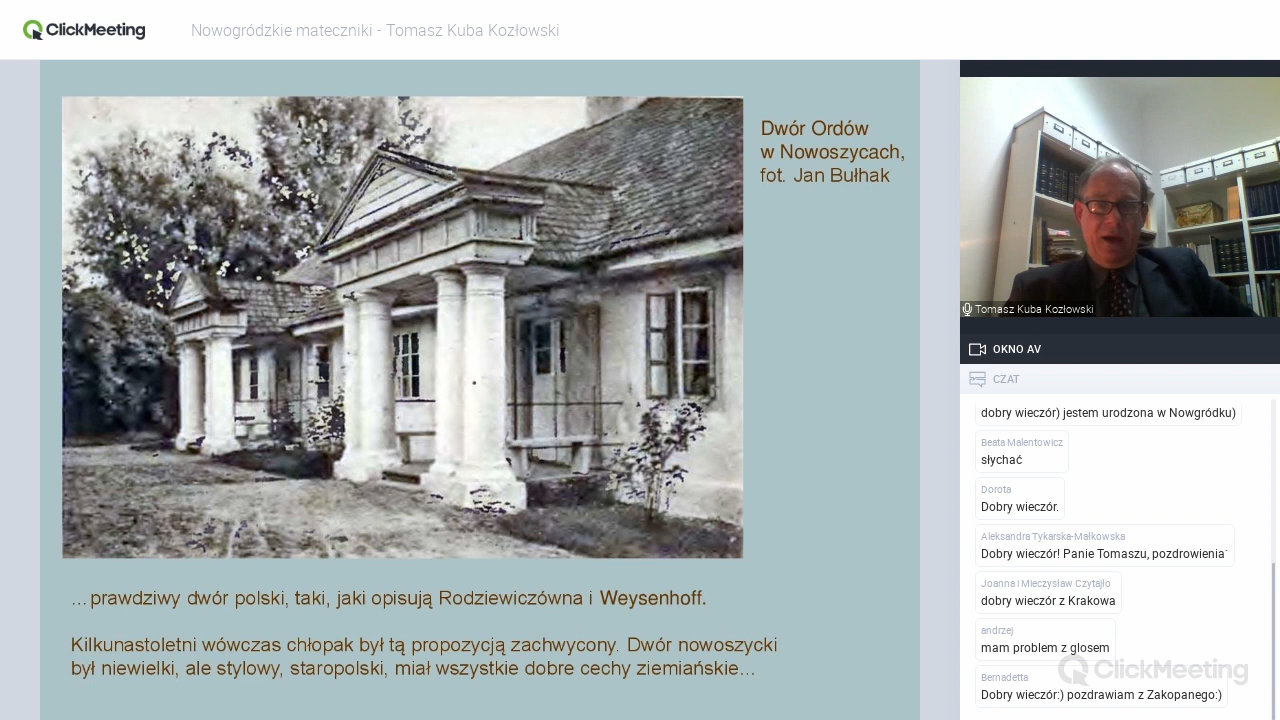 ClickMeeting
Nowogródzkie mateczniki - Tomasz Kuba Kozłowski
Dwór Ordów
w Nowoszycach,
fot. Jan Bułhak
...prawdziwy dwór polski, taki, jaki opisują Rodziewiczówna i Weysenhoff.
Kilkunastoletni wówczas chłopak był tą propozycją zachwycony. Dwór nowoszycki
był niewielki, ale stylowy, staropolski, miał wszystkie dobre cechy ziemiańskie...
Tomasz Kuba Kozłowski
OKNO AV
CZAT
dobry wieczór) jestem urodzona w Nowgródku)
Beata Malentowicz
słychać
Dorota
Dobry wieczór.
Aleksandra Tykarska-Małkowska
Dobry wieczór! Panie Tomaszu, pozdrowienia
Joanna i Mieczysław Czytajło
dobry wieczór z Krakowa
andrzej
mam problem z głosem
ClickMeeting
Bernadetta
Dobry wieczór:) pozdrawiam z Zakopanego:)